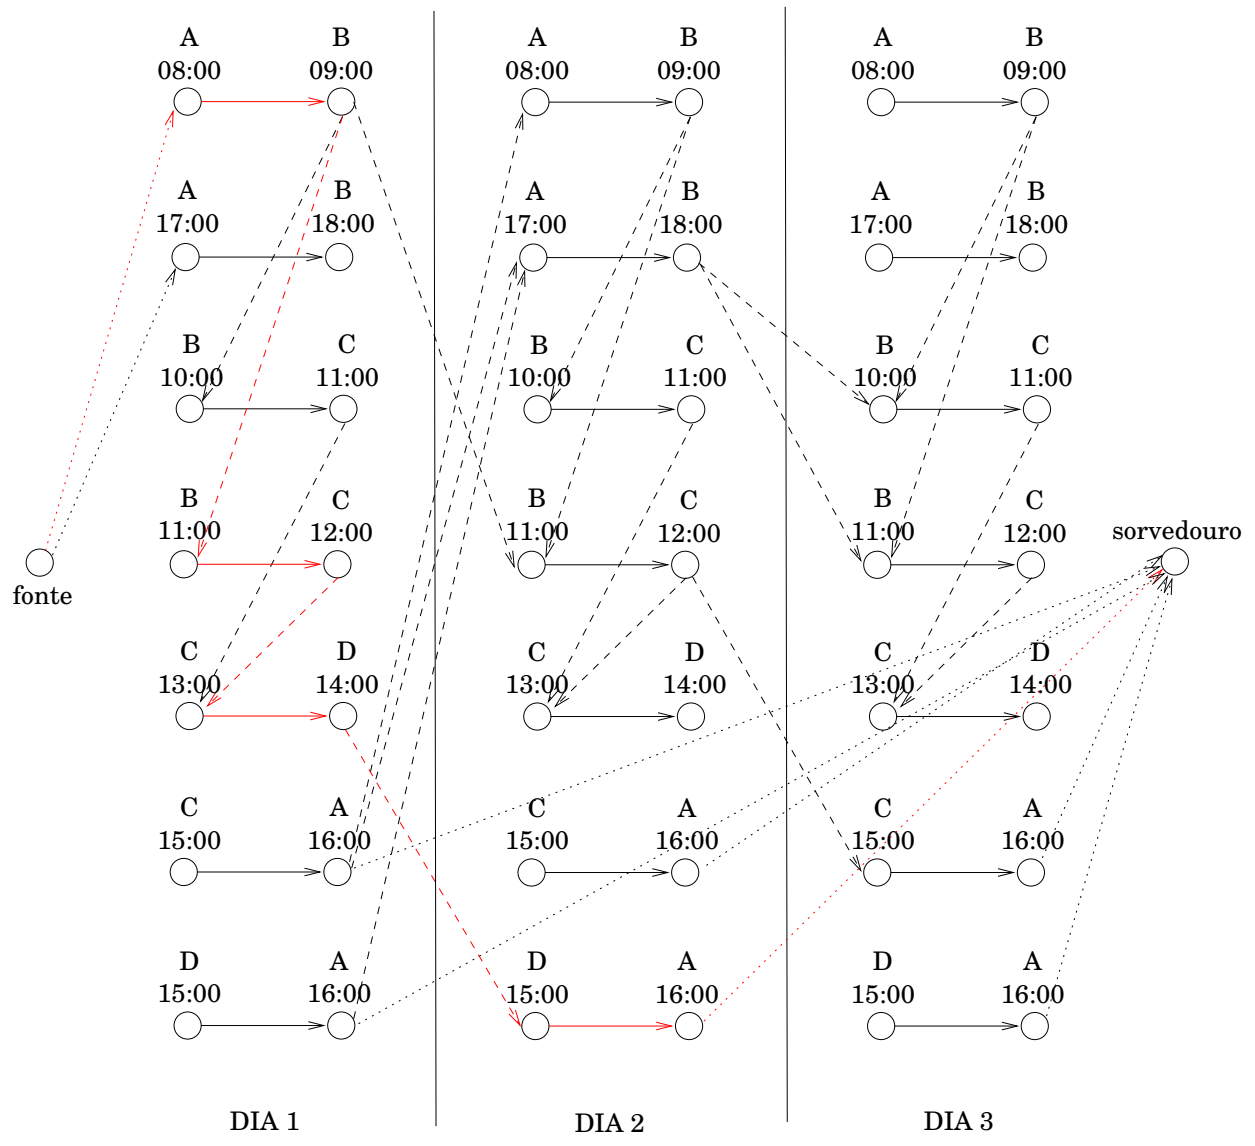 A B A B A B
08:00 09:00 08:00 09:00 08:00 09:00
A B A B A B
17:00 18:00 17:00 18:00 17:00 18:00
B C B C B C
10:00 11:00 10:00 11:00 10:00 11:00
B C B C B C
11:00 12:00 11:00 12:00 11:00 12:00
sorvedouro
fonte
C D C D C D
13:00 14:00 13:00 14:00 13:00 14:00
C A C A C A
15:00 16:00 15:00 16:00 15:00 16:00
D A D A D A
15:00 16:00 15:00 16:00 15:00 16:00
DIA 1 DIA 2 DIA 3